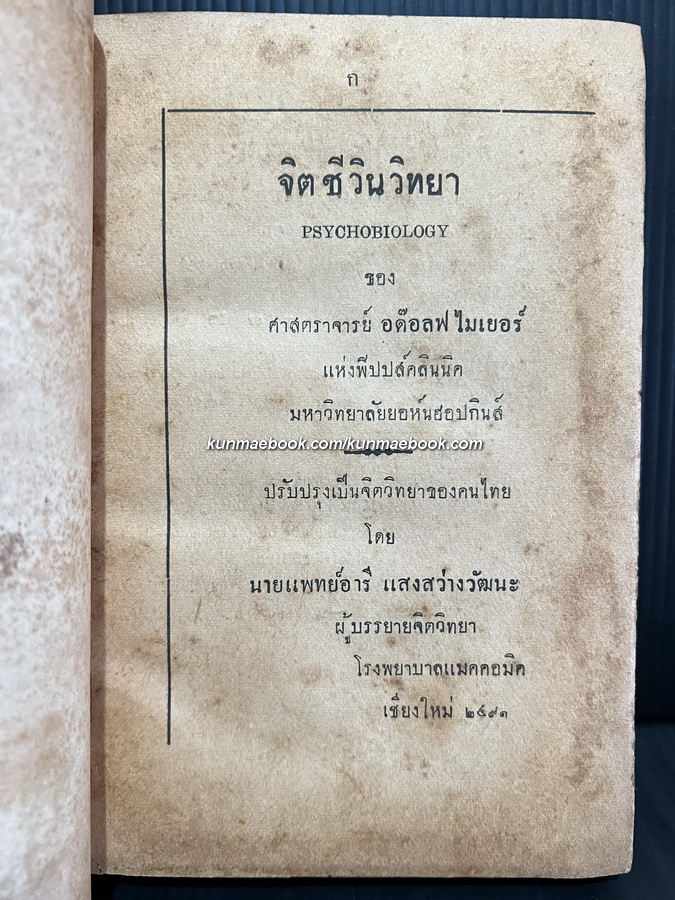 ก
จิตชีวินวิทยา
PSYCHOBIOLOGY
ของ
ศาสตราจารย์ อด๊อลฟ ไมเยอร์
แห่งฟิปปส์คลินนิค
มหาวิทยาลัยยอห์นฮอปกินส์
kunmaebook.com/kunmaebook.com
ปรับปรุงเป็นจิตวิทยาของคนไทย
โดย
นายแพทย์อารี แสงสว่างวัฒนะ
ผู้บรรยายจิตวิทยา
โรงพยาบาลแมคคอมิค
เชียงใหม่ ๒๔๙๑